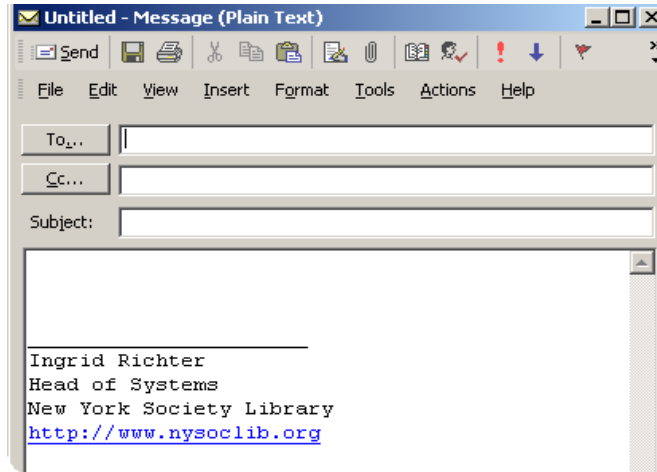 Untitled - Message (Plain Text)
Send
File Edit View Insert Format Tools Actions Help
To...
Cc...
Subject:
Ingrid Richter
Head of Systems
New York Society Library
http://www.nysoclib.org